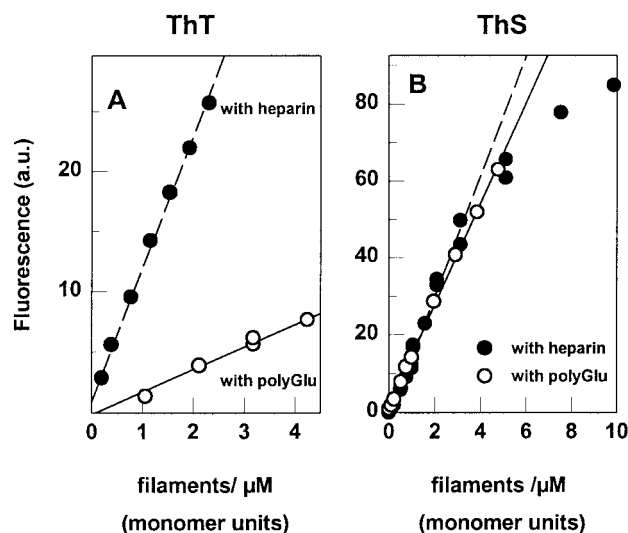 ThT
ThS
A
with heparin
with polyGlu
20
10
0
1
2
3
4
Fluorescence (a.u.)
filaments/ µM
(monomer units)
B
with heparin
with polyGlu
80
60
40
20
0
0
2
4
6
8
10
filaments /µM
(monomer units)